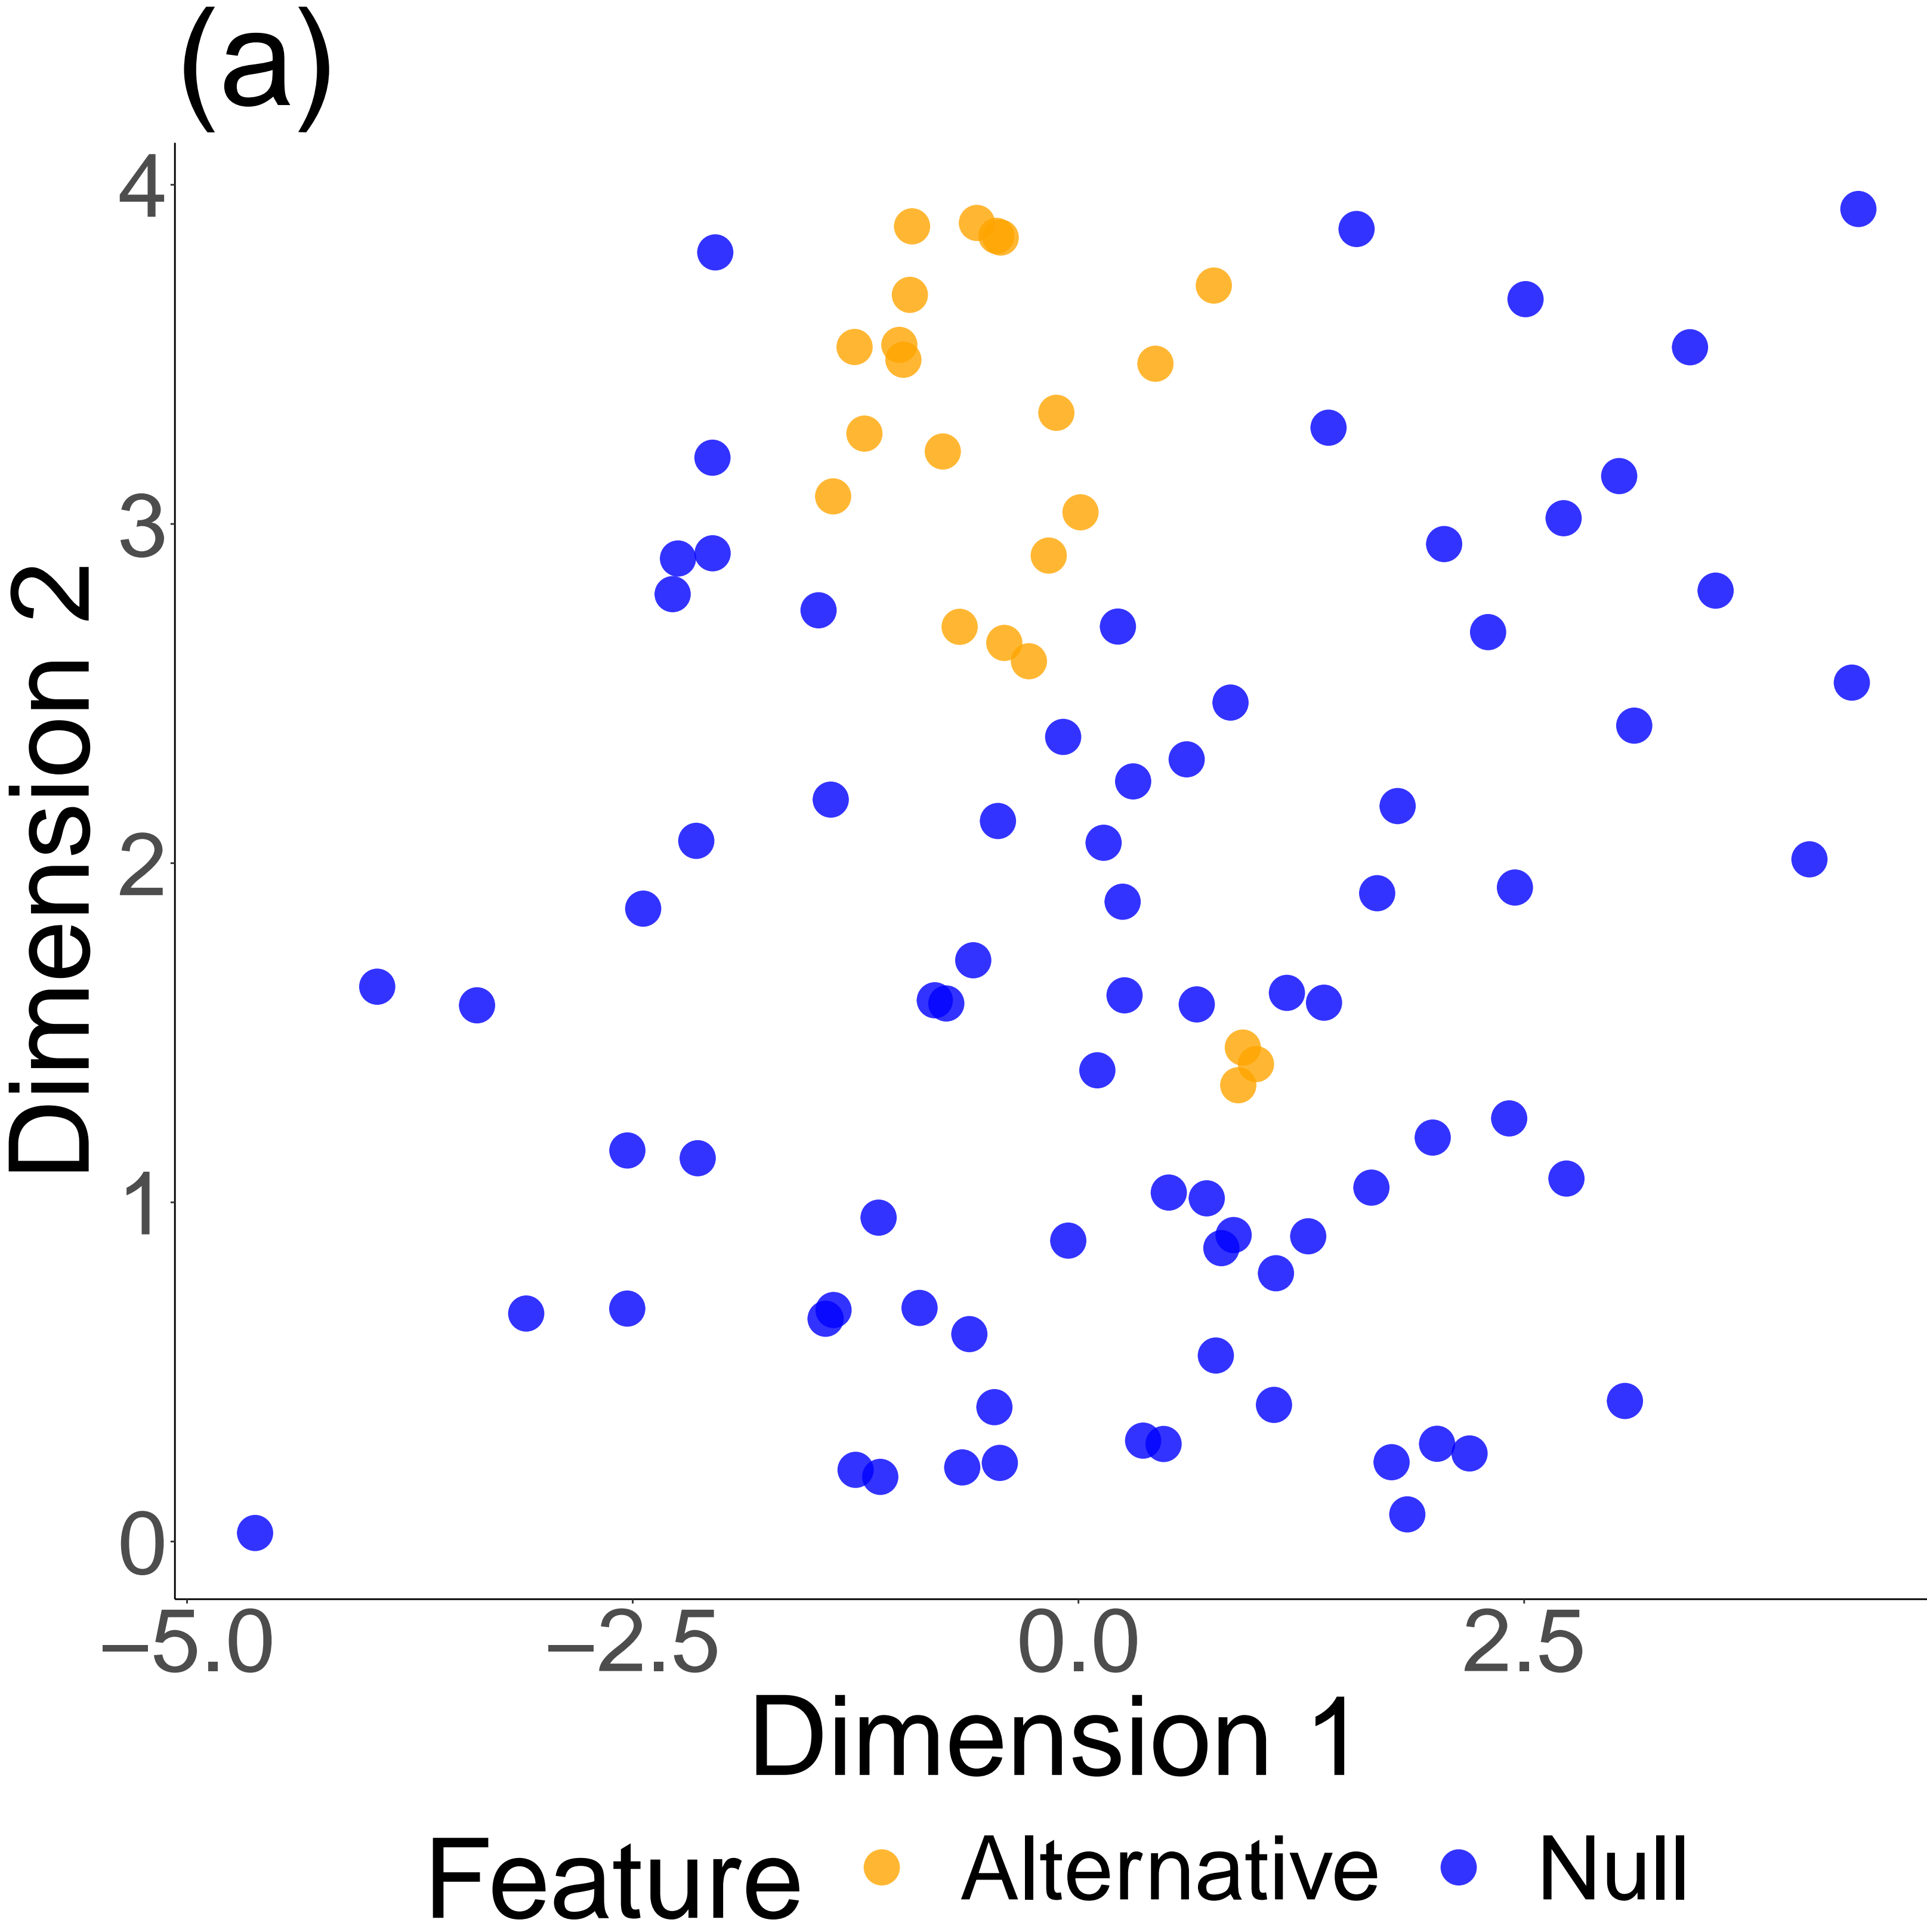 (a)
4
3
2
1
0
Dimension 2
−5.0 −2.5 0.0 2.5
Dimension 1
Feature Alternative Null